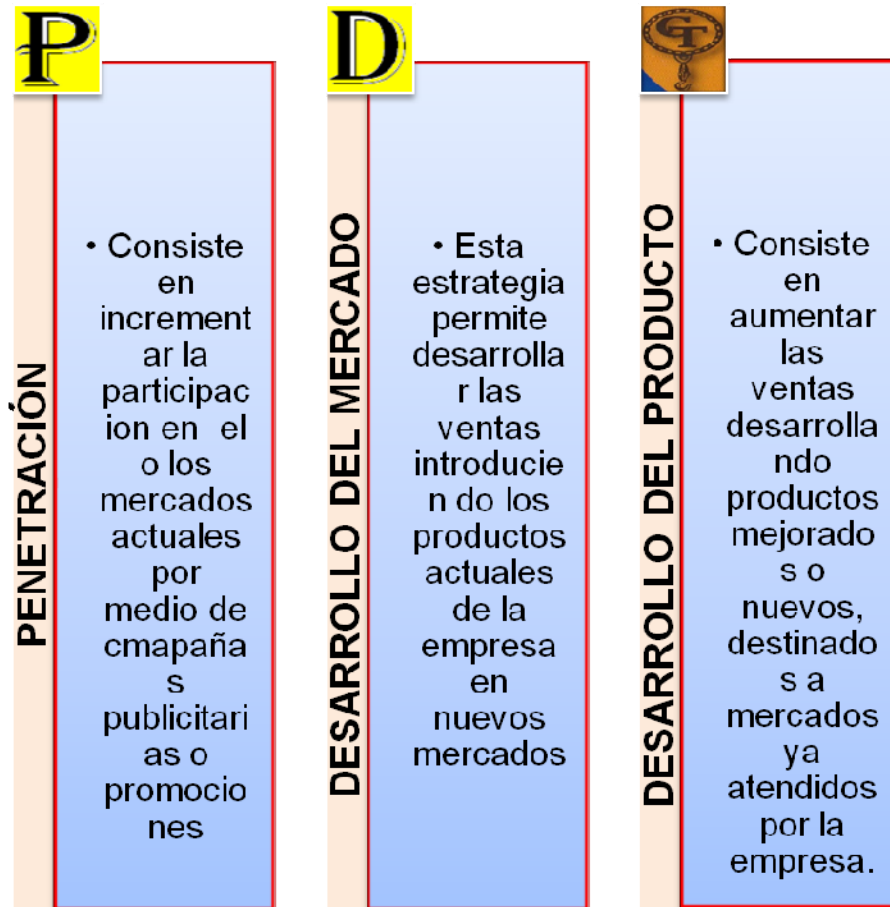 P
PENETRACIÓN
• Consiste
en
increment
ar la
participac
ion en el
o los
mercados
actuales
por
medio de
cmapaña
s
publicitari
as o
promocio
nes
D
DESARROLLO DEL MERCADO
• Esta
estrategia
permite
desarrolla
r las
ventas
introducie
n do los
productos
actuales
de la
empresa
en
nuevos
mercados
CT
DESARROLLO DEL PRODUCTO
• Consiste
en
aumentar
las
ventas
desarrolla
ndo
productos
mejorado
s o
nuevos,
destinado
s a
mercados
ya
atendidos
por la
empresa.